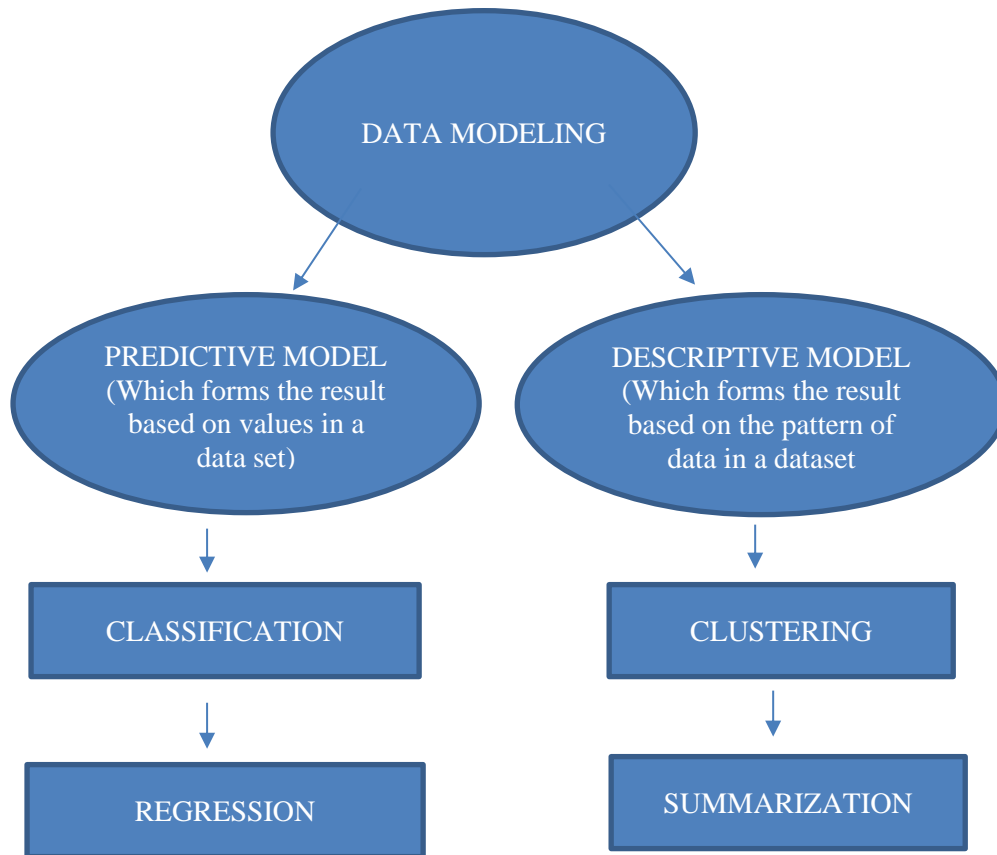 DATA MODELING
PREDICTIVE MODEL
(Which forms the result
based on values in a
data set)
DESCRIPTIVE MODEL
(Which forms the result
based on the pattern of
data in a dataset
CLASSIFICATION
CLUSTERING
REGRESSION
SUMMARIZATION